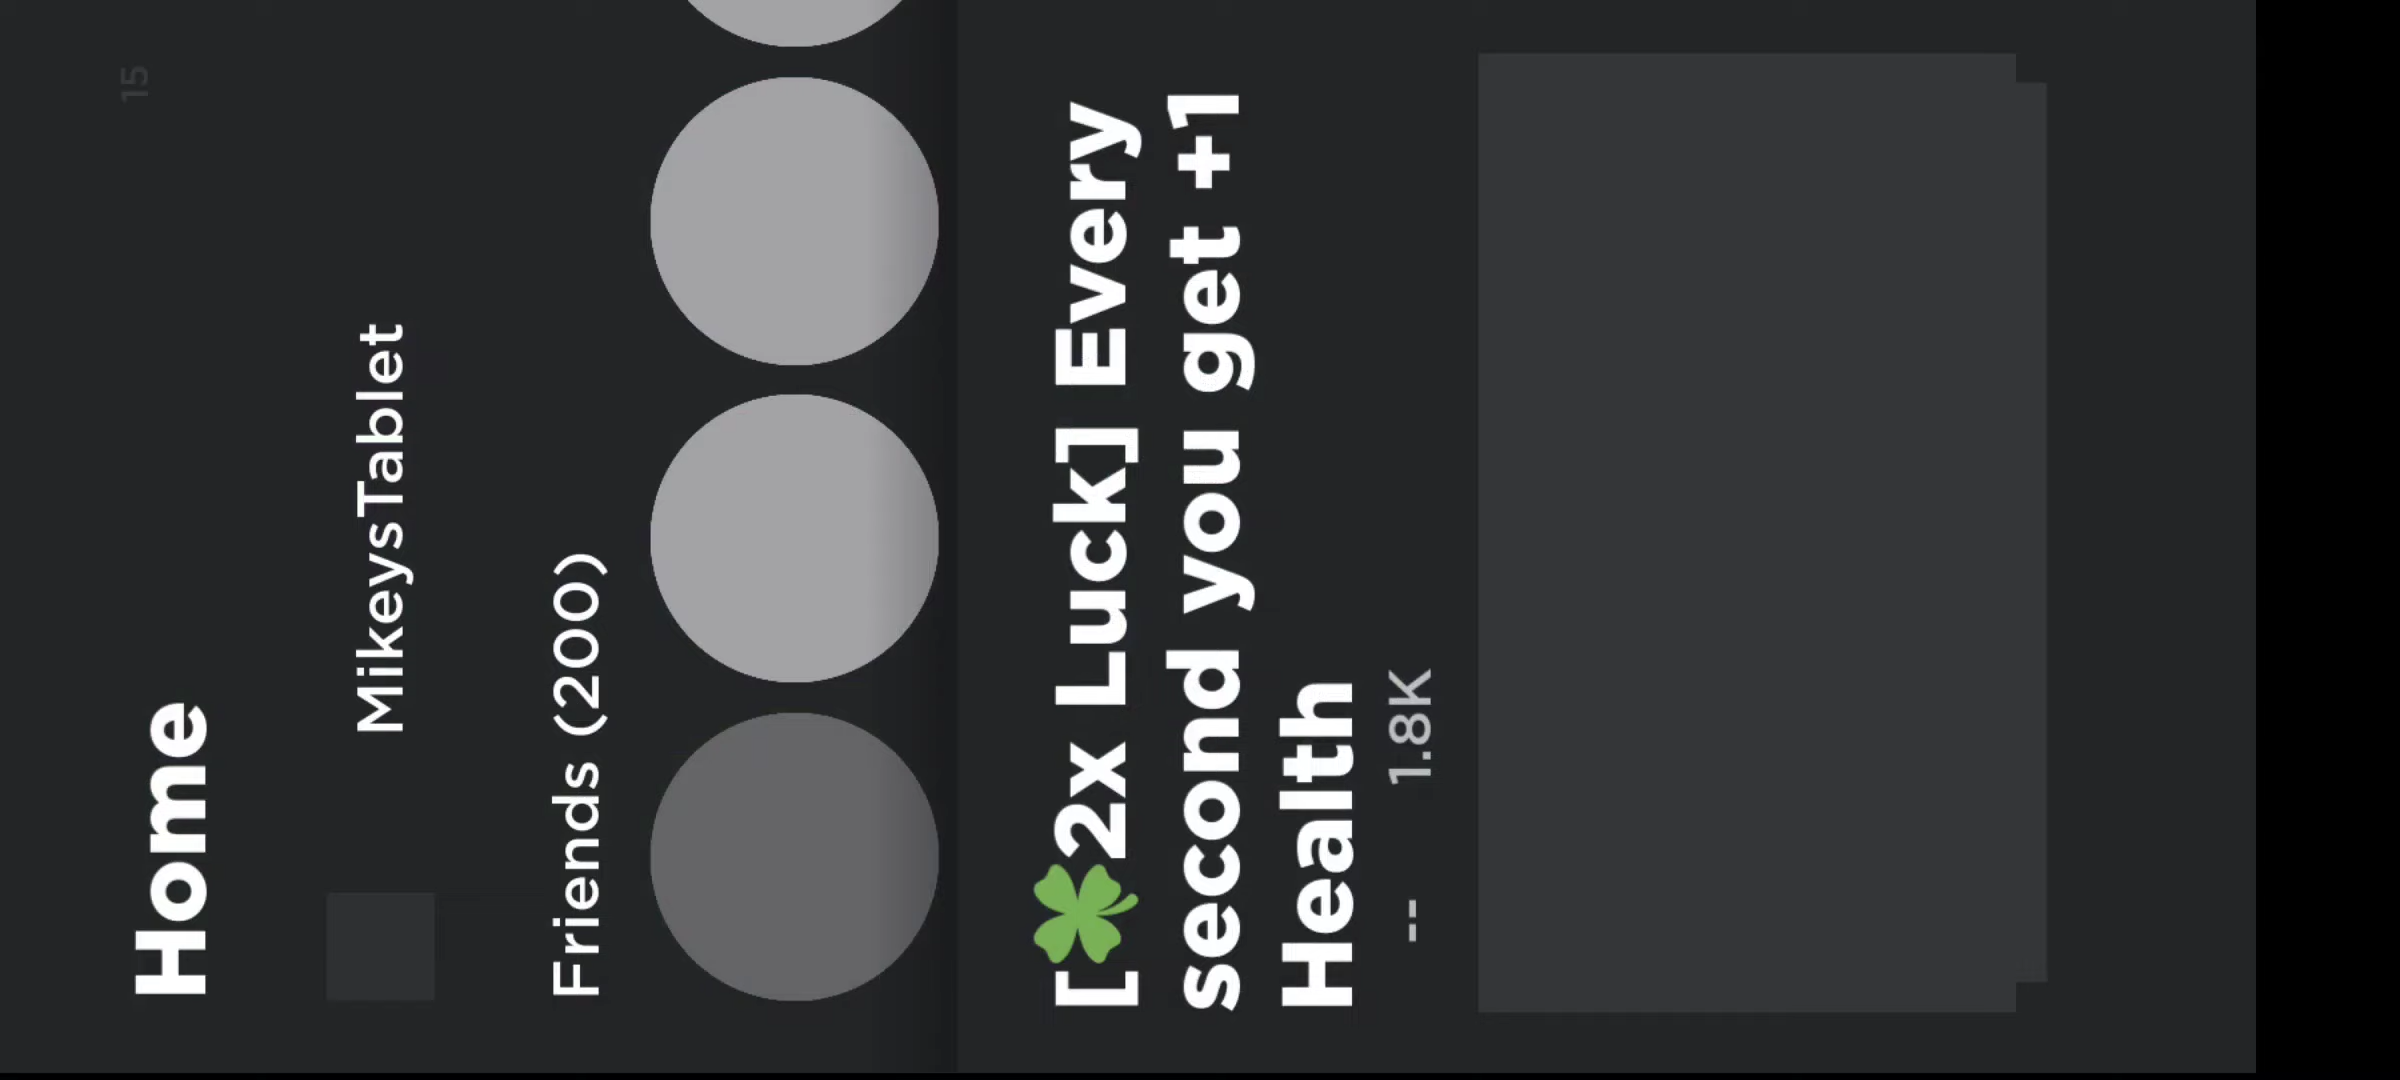 15
Home
MikeysTablet
Friends (200)
[🍀2x Luck] Every
second you get +1
Health
-- 1.8K